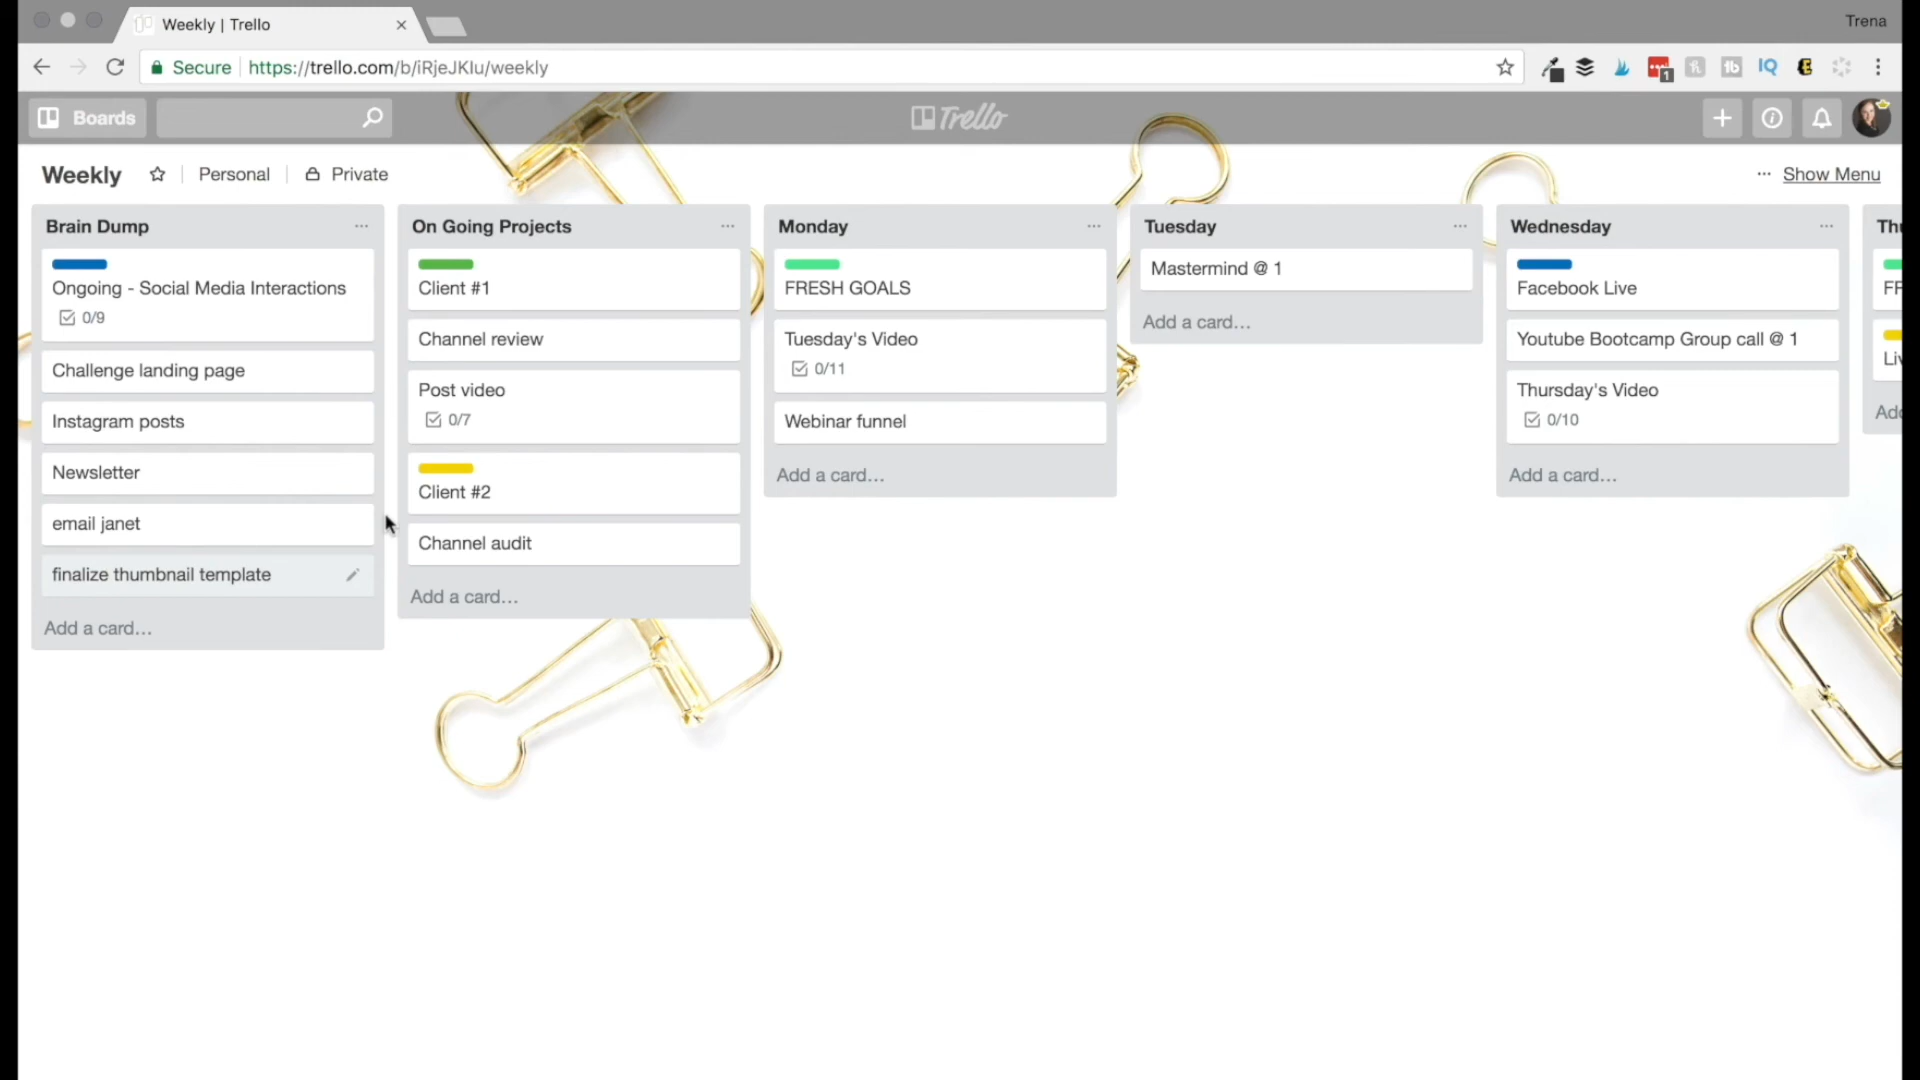 Weekly | Trello
Trena
Secure
https://trello.com/b/iRjeJKlu/weekly
1
tb
IQ
Boards
Trello
Weekly
Personal
Private
Show Menu
Brain Dump
Ongoing - Social Media Interactions
0/9
Challenge landing page
Instagram posts
Newsletter
email janet
finalize thumbnail template
Add a card…
On Going Projects
Client #1
Channel review
Post video
0/7
Client #2
Channel audit
Add a card…
Monday
FRESH GOALS
Tuesday's Video
0/11
Webinar funnel
Add a card…
Tuesday
Mastermind @ 1
Add a card…
Wednesday
Facebook Live
Youtube Bootcamp Group call @ 1
Thursday's Video
0/10
Add a card…